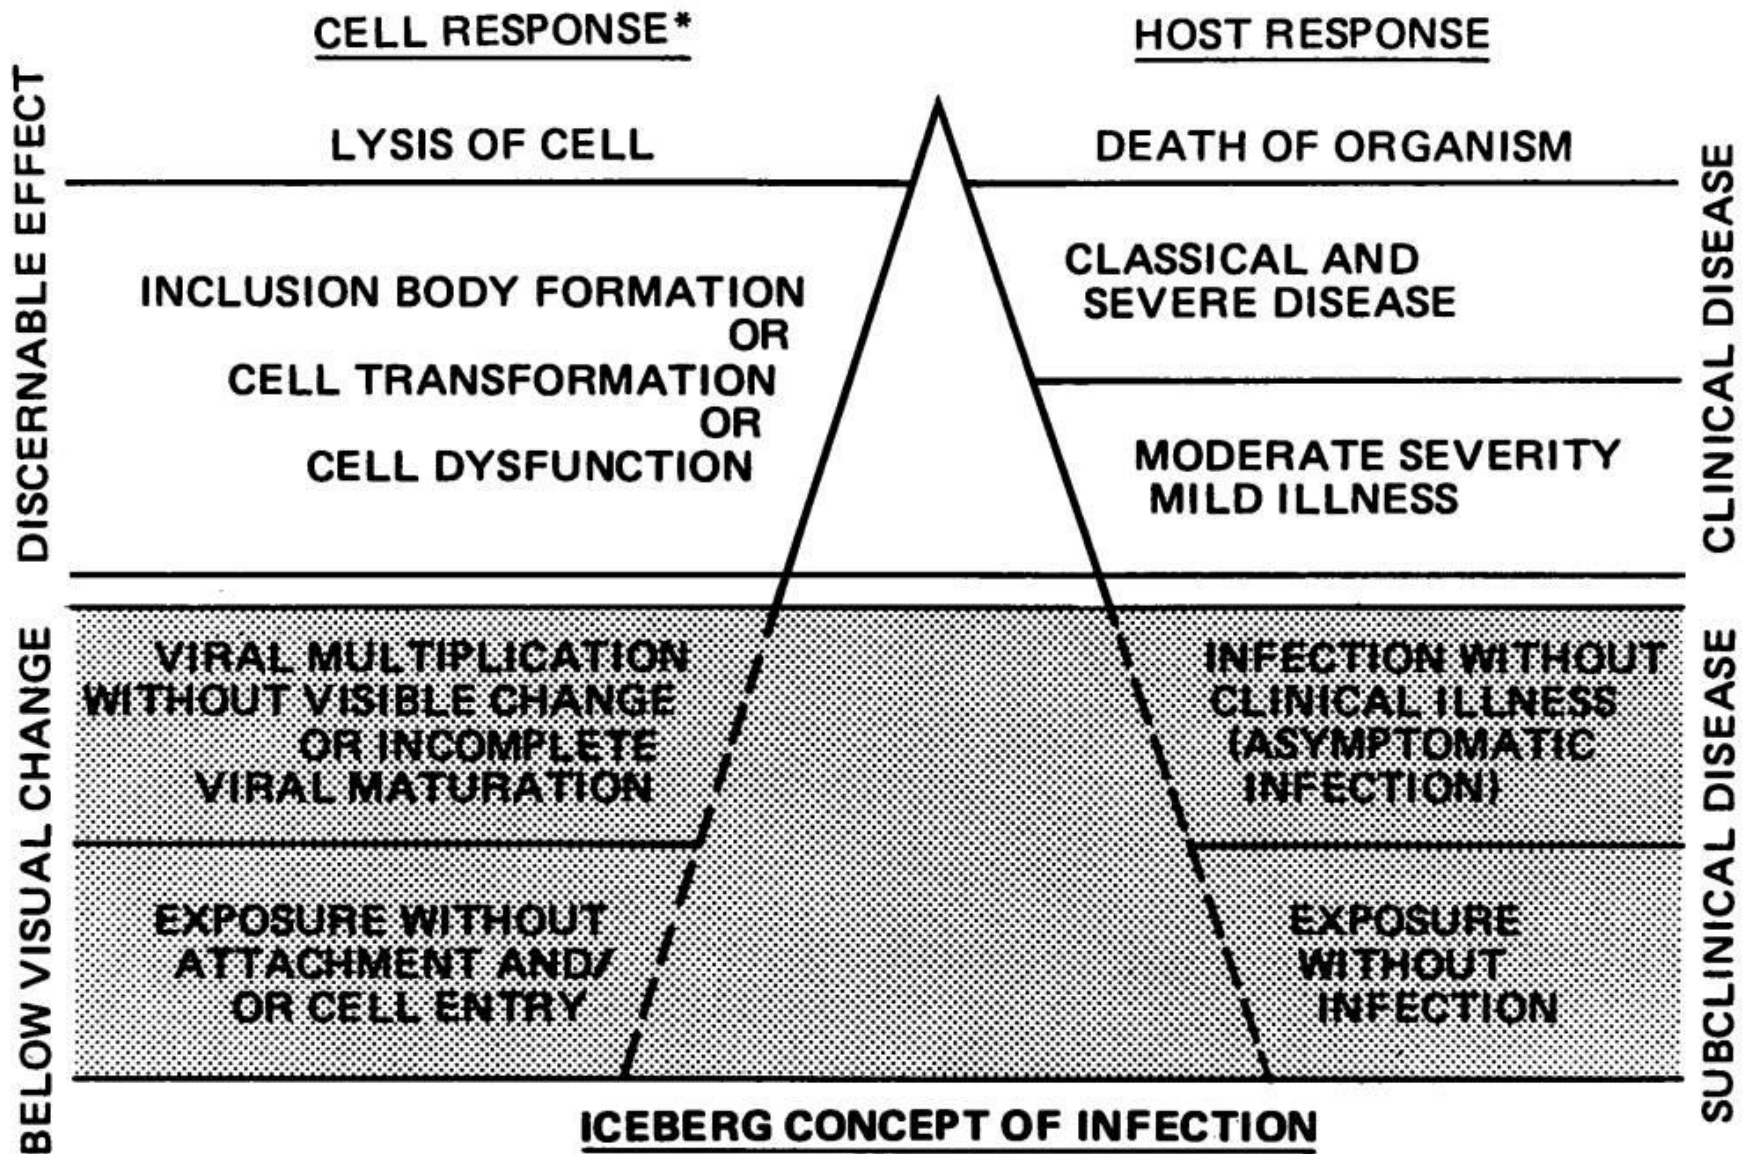 CELL RESPONSE*
HOST RESPONSE
DISCERNABLE EFFECT
LYSIS OF CELL
DEATH OF ORGANISM
CLINICAL DISEASE
INCLUSION BODY FORMATION
OR
CELL TRANSFORMATION
OR
CELL DYSFUNCTION
CLASSICAL AND
SEVERE DISEASE
MODERATE SEVERITY
MILD ILLNESS
BELOW VISUAL CHANGE
VIRAL MULTIPLICATION
WITHOUT VISIBLE CHANGE
OR INCOMPLETE
VIRAL MATURATION
INFECTION WITHOUT
CLINICAL ILLNESS
(ASYMPTOMATIC
INFECTION)
SUBCLINICAL DISEASE
EXPOSURE WITHOUT
ATTACHMENT AND/
OR CELL ENTRY
EXPOSURE
WITHOUT
INFECTION
ICEBERG CONCEPT OF INFECTION